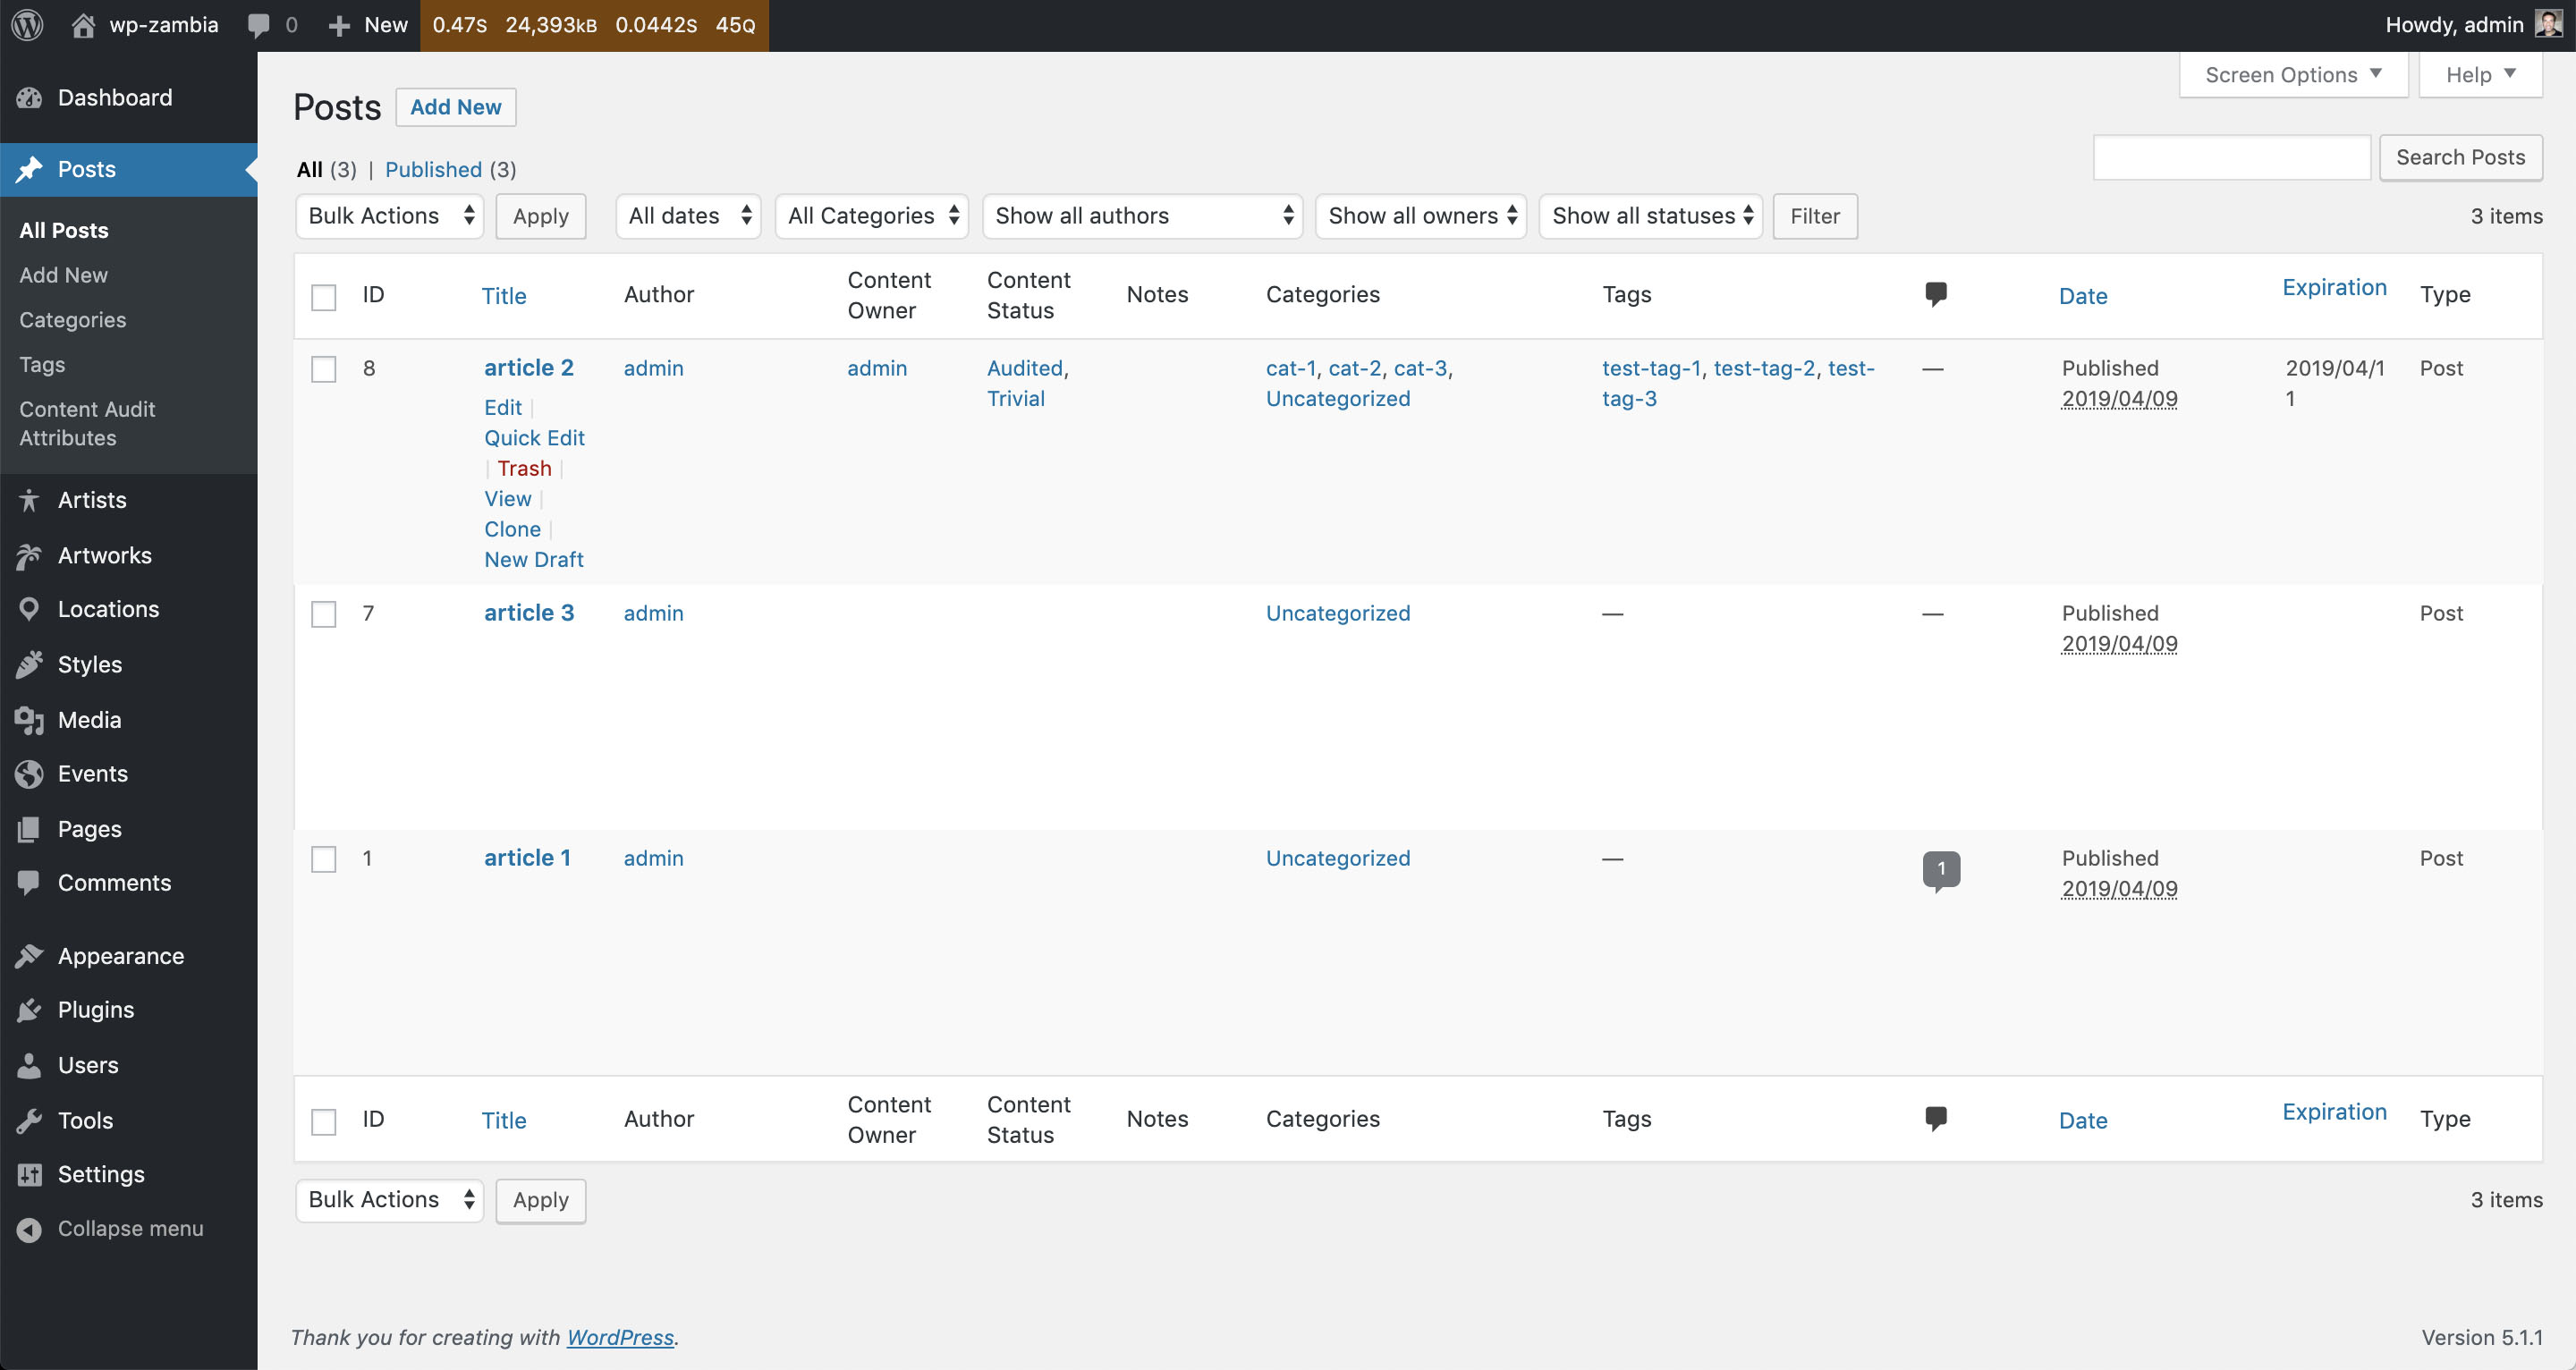 wp-zambia 0 New 0.47S 24,393KB 0.0442S 45Q Howdy, admin
Screen Options Help
Dashboard
Posts
All Posts
Add New
Categories
Tags
Content Audit
Attributes
Artists
Artworks
Locations
Styles
Media
Events
Pages
Comments
Appearance
Plugins
Users
Tools
Settings
Collapse menu
Posts Add New
All (3) | Published (3)
Search Posts
Bulk Actions Apply All dates All Categories Show all authors Show all owners Show all statuses Filter 3 items
ID Title Author Content Owner Content Status Notes Categories Tags Date Expiration Type
8 article 2 admin admin Audited, cat-1, cat-2, cat-3, test-tag-1, test-tag-2, test- — Published 2019/04/1 Post
Trivial Uncategorized tag-3 2019/04/09 1
Edit |
Quick Edit
| Trash |
View |
Clone |
New Draft
7 article 3 admin Uncategorized — — Published Post
2019/04/09
1 article 1 admin Uncategorized — 1 Published Post
2019/04/09
ID Title Author Content Owner Content Status Notes Categories Tags Date Expiration Type
Bulk Actions Apply 3 items
Thank you for creating with WordPress. Version 5.1.1